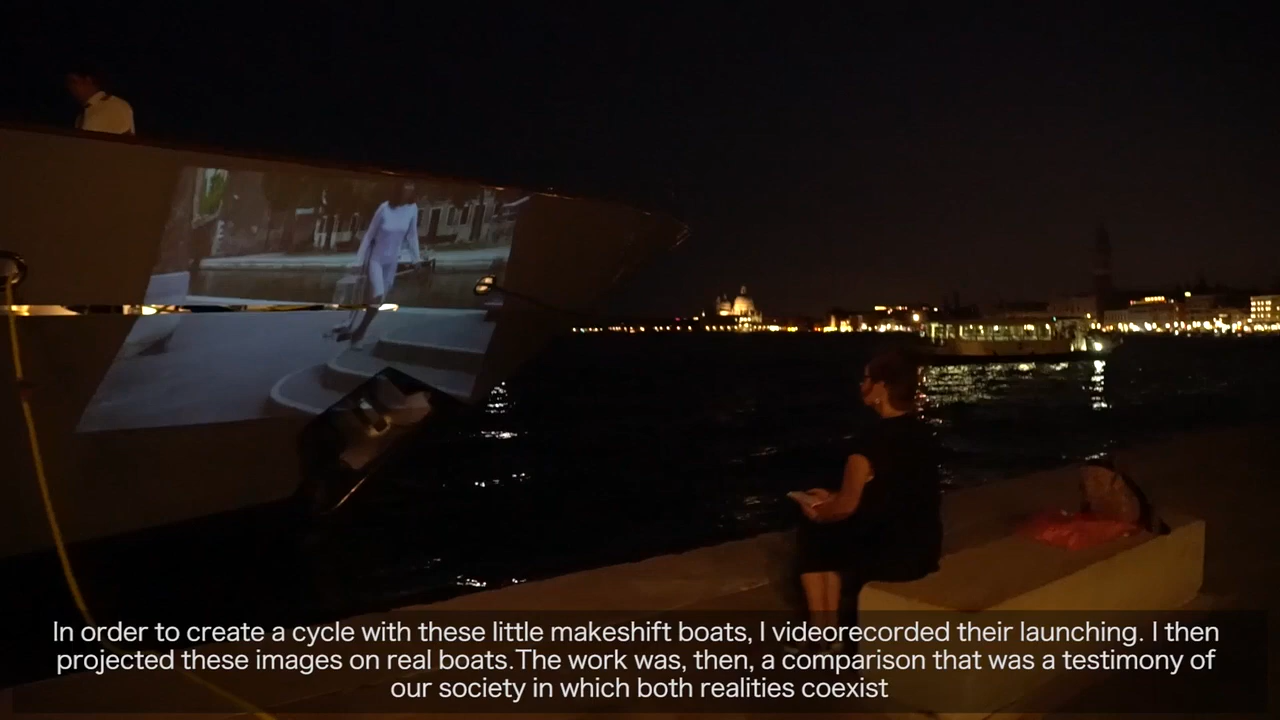 In order to create a cycle with these little makeshift boats, I videorecorded their launching. I then
projected these images on real boats.The work was, then, a comparison that was a testimony of
our society in which both realities coexist